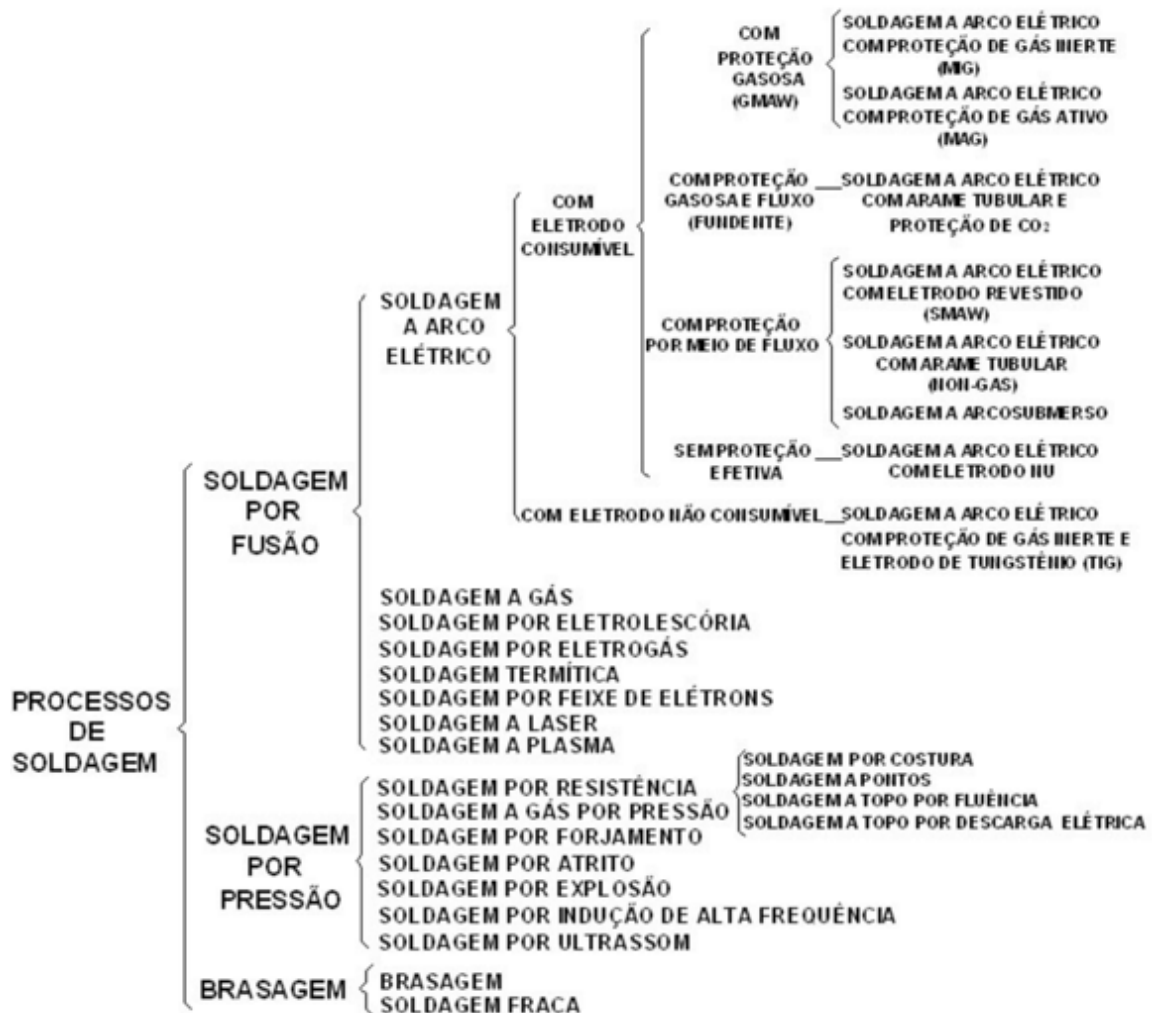 PROCESSOS
DE
SOLDAGEM
SOLDAGEM
POR
FUSÃO
SOLDAGEM
A ARCO
ELÉTRICO
COM
ELETRODO
CONSUMÍVEL
COM
PROTEÇÃO
GASOSA
(GMAW)
SOLDAGEM A ARCO ELÉTRICO
COM PROTEÇÃO DE GÁS INERTE
(MIG)
SOLDAGEM A ARCO ELÉTRICO
COM PROTEÇÃO DE GÁS ATIVO
(MAG)
COM PROTEÇÃO
GASOSA E FLUXO
(FUNDENTE)
SOLDAGEM A ARCO ELÉTRICO
COM ARAME TUBULAR E
PROTEÇÃO DE CO₂
COM PROTEÇÃO
POR MEIO DE FLUXO
SOLDAGEM A ARCO ELÉTRICO
COM ELETRODO REVESTIDO
(SMAW)
SOLDAGEM A ARCO ELÉTRICO
COM ARAME TUBULAR
(NON-GAS)
SOLDAGEM A ARCO SUBMERSO
SEM PROTEÇÃO
EFETIVA
SOLDAGEM A ARCO ELÉTRICO
COM ELETRODO NU
COM ELETRODO NÃO CONSUMÍVEL
SOLDAGEM A ARCO ELÉTRICO
COM PROTEÇÃO DE GÁS INERTE E
ELETRODO DE TUNGSTÊNIO (TIG)
SOLDAGEM A GÁS
SOLDAGEM POR ELETROLESCÓRIA
SOLDAGEM POR ELETROGÁS
SOLDAGEM TERMÍTICA
SOLDAGEM POR FEIXE DE ELÉTRONS
SOLDAGEM A LASER
SOLDAGEM A PLASMA
SOLDAGEM
POR
PRESSÃO
SOLDAGEM POR RESISTÊNCIA
SOLDAGEM POR COSTURA
SOLDAGEM A PONTOS
SOLDAGEM A TOPO POR FLUÊNCIA
SOLDAGEM A TOPO POR DESCARGA ELÉTRICA
SOLDAGEM A GÁS POR PRESSÃO
SOLDAGEM POR FORJAMENTO
SOLDAGEM POR ATRITO
SOLDAGEM POR EXPLOSÃO
SOLDAGEM POR INDUÇÃO DE ALTA FREQUÊNCIA
SOLDAGEM POR ULTRASSOM
BRASAGEM
BRASAGEM
SOLDAGEM FRACA